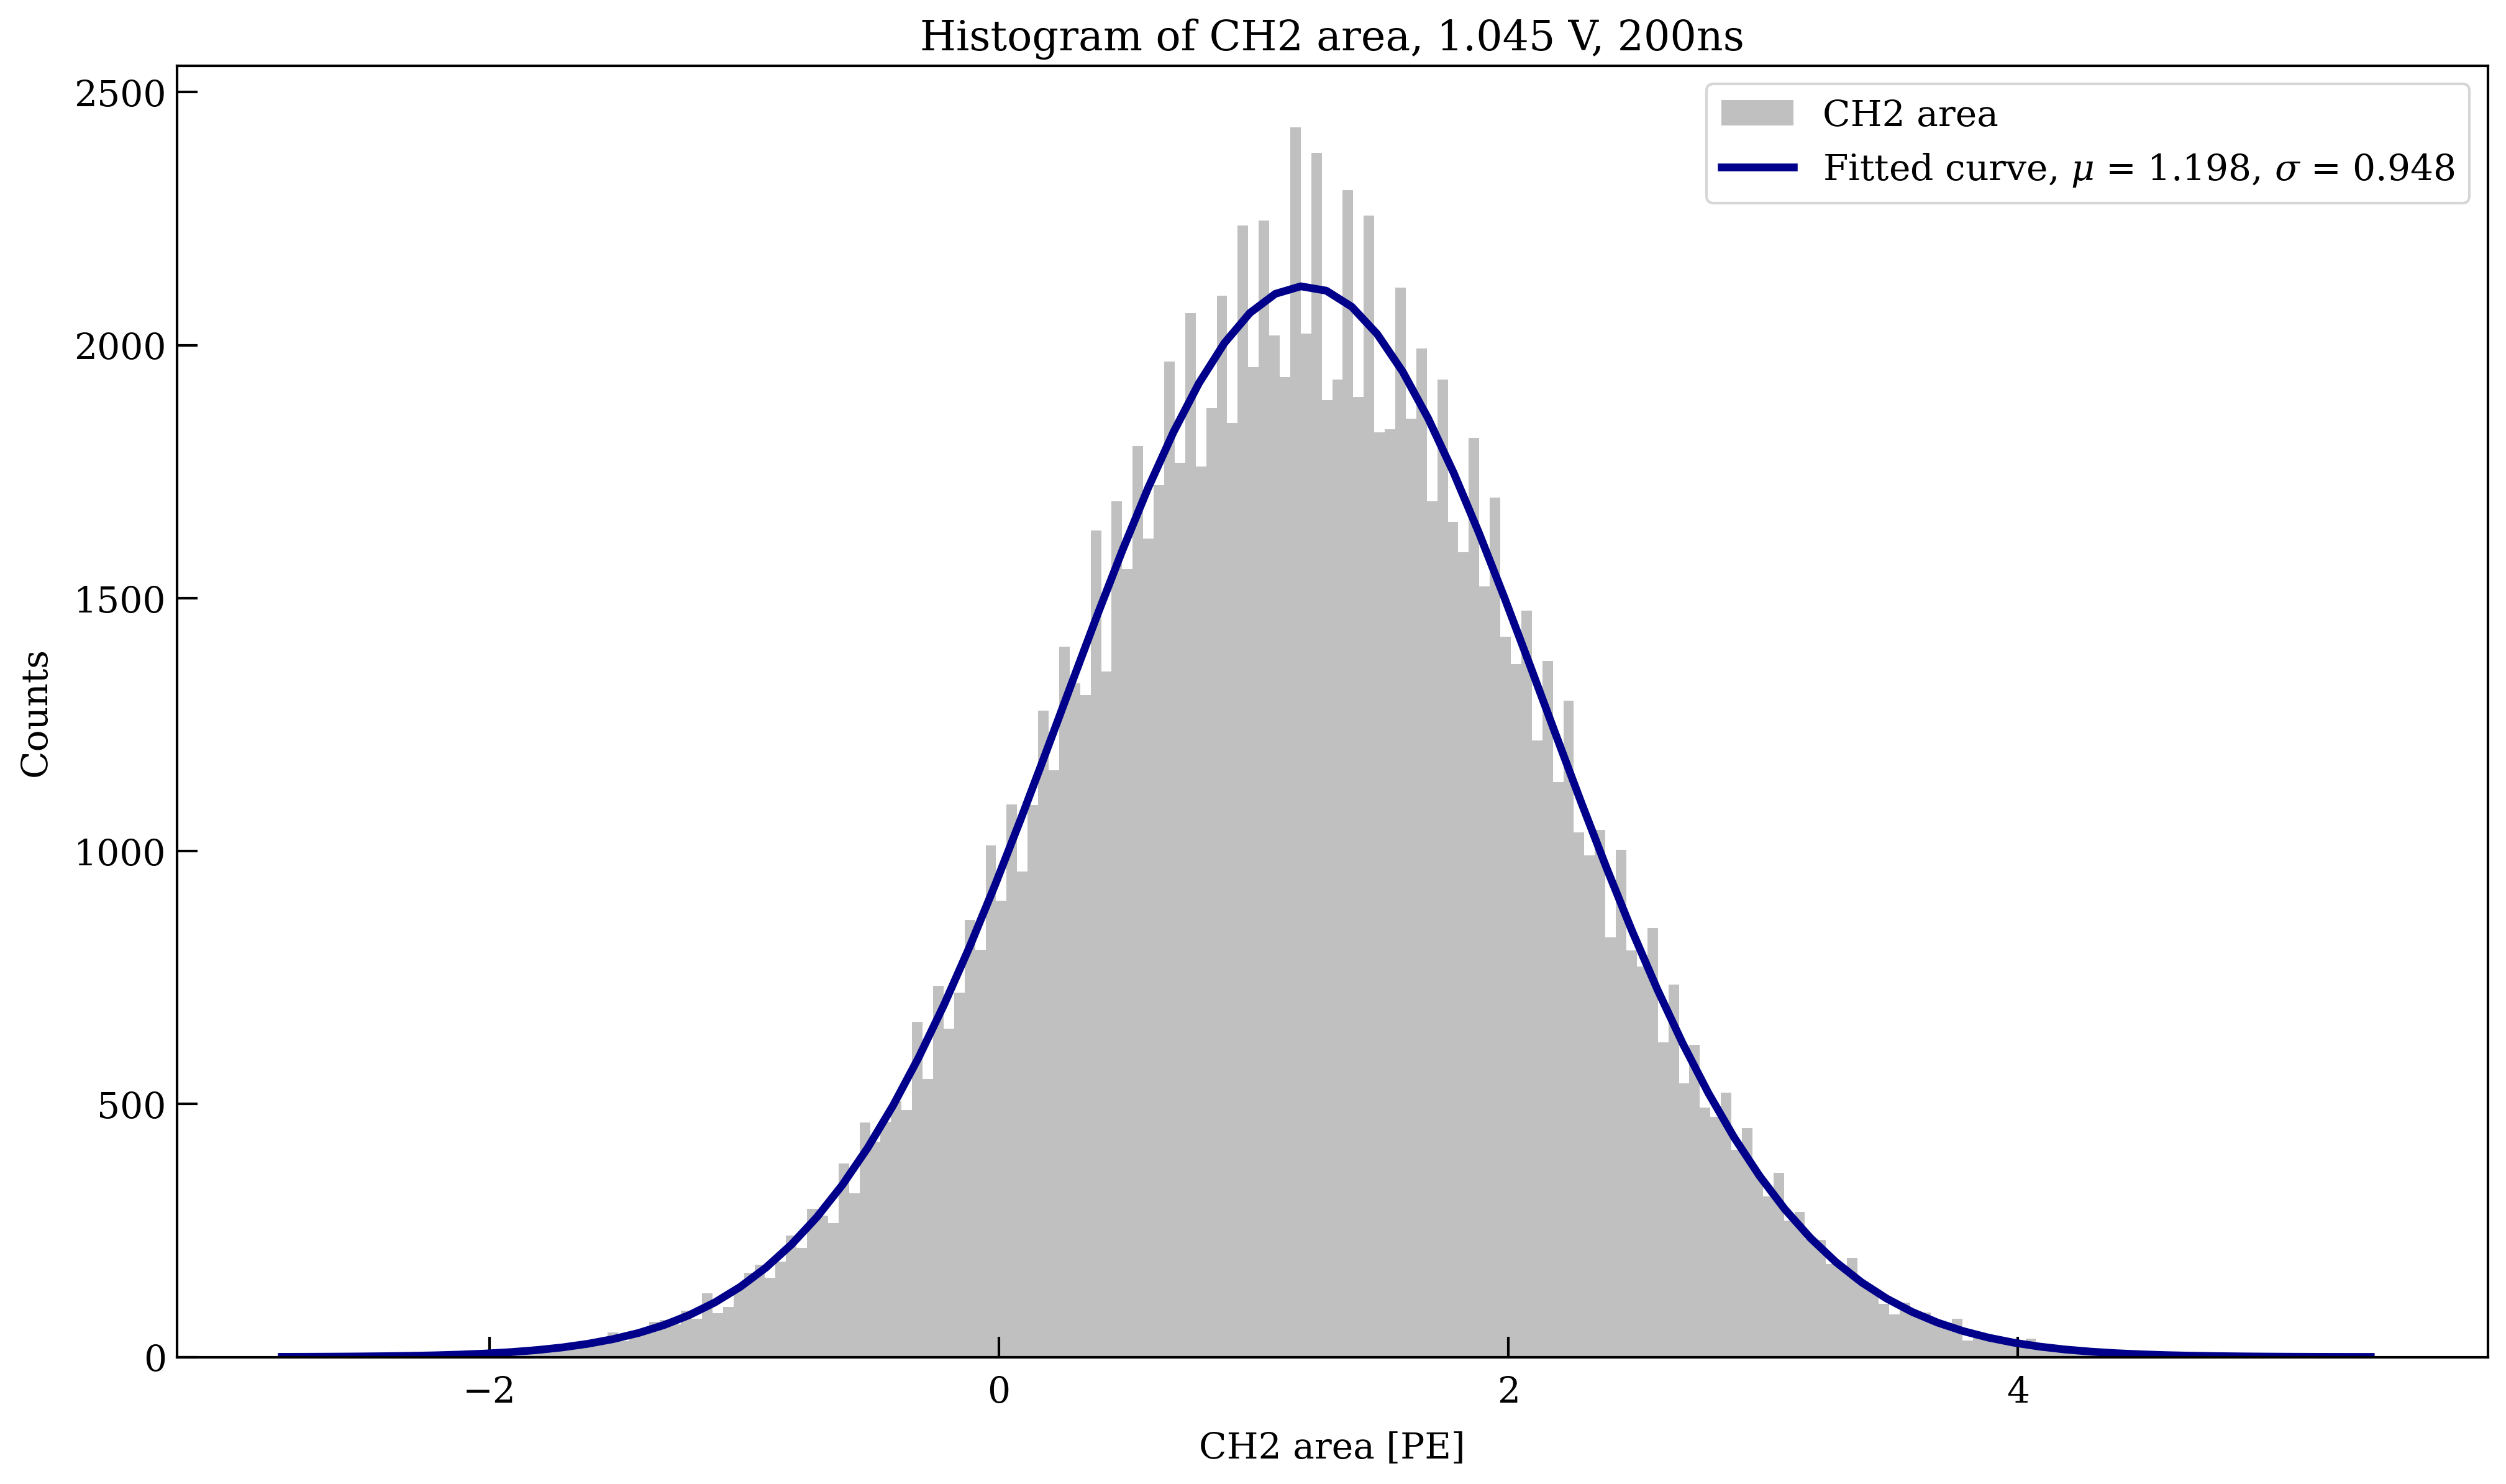 Histogram of CH2 area, 1.045 V, 200ns
CH2 area
Fitted curve, μ = 1.198, σ = 0.948
2500
2000
1500
1000
500
0
Counts
−2 0 2 4
CH2 area [PE]